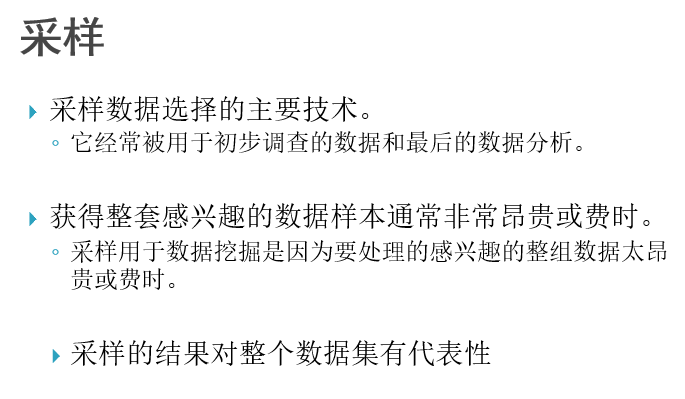 采样
采样数据选择的主要技术。
它经常被用于初步调查的数据和最后的数据分析。
获得整套感兴趣的数据样本通常非常昂贵或费时。
采样用于数据挖掘是因为要处理的感兴趣的整组数据太昂
贵或费时。
采样的结果对整个数据集有代表性